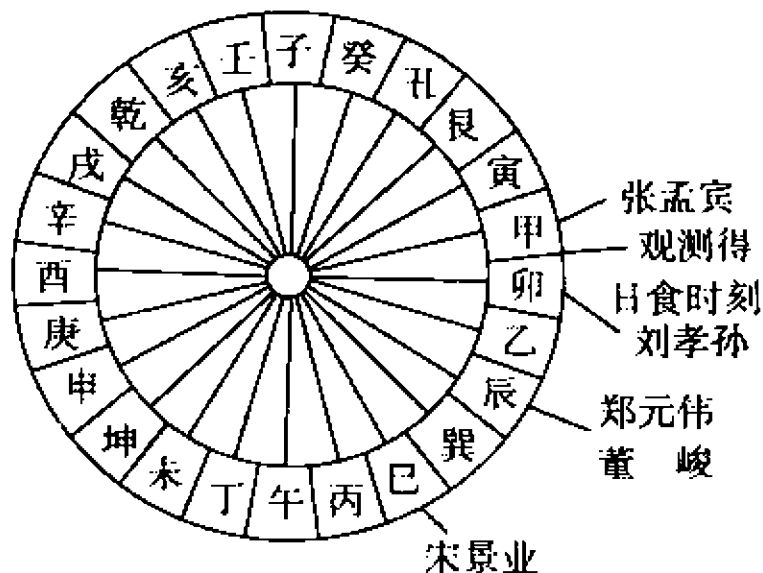 子
癸
丑
艮
寅
甲
卯
乙
辰
巽
巳
丙
午
丁
未
坤
申
庚
酉
辛
戌
乾
亥
壬
张孟宾
观测得
日食时刻
刘孝孙
郑元伟
董峻
宋景业